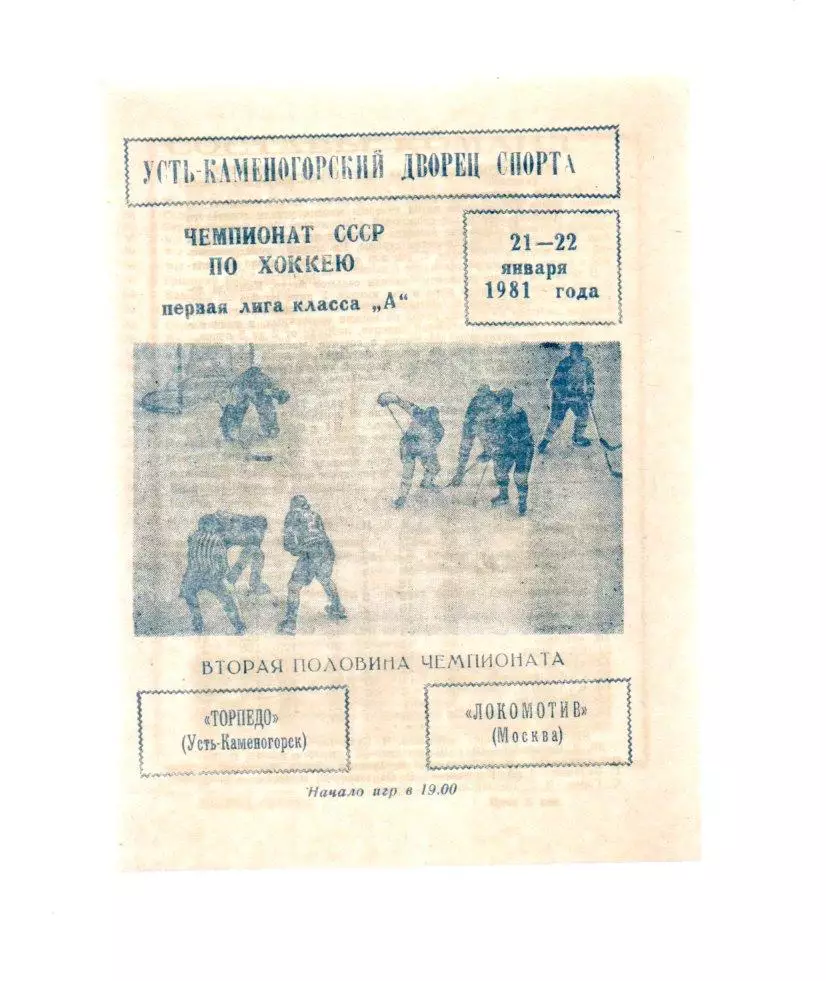 УСТЬ-КАМЕНОГОРСКИЙ ДВОРЕЦ СПОРТА
ЧЕМПИОНАТ СССР
ПО ХОККЕЮ
первая лига класса „А“
21—22
января
1981 года
ВТОРАЯ ПОЛОВИНА ЧЕМПИОНАТА
«ТОРПЕДО»
(Усть-Каменогорск)
«ЛОКОМОТИВ»
(Москва)
Начало игр в 19.00